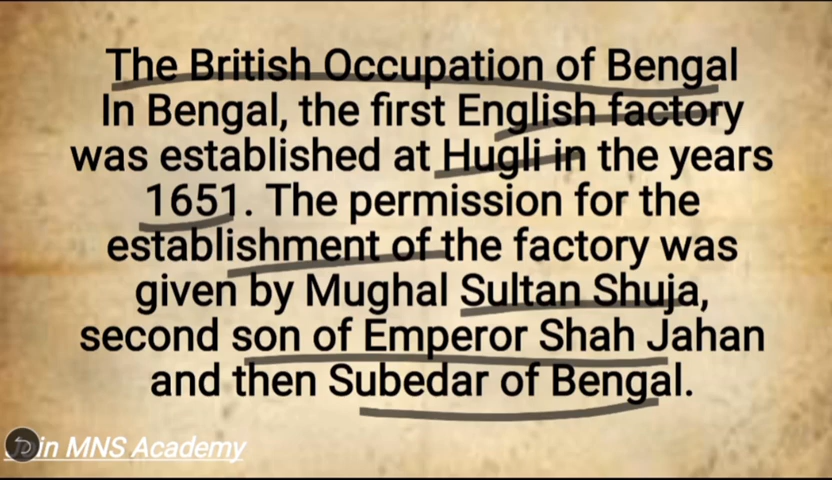 The British Occupation of Bengal
In Bengal, the first English factory
was established at Hugli in the years
1651. The permission for the
establishment of the factory was
given by Mughal Sultan Shuja,
second son of Emperor Shah Jahan
and then Subedar of Bengal.
in MNS Academy